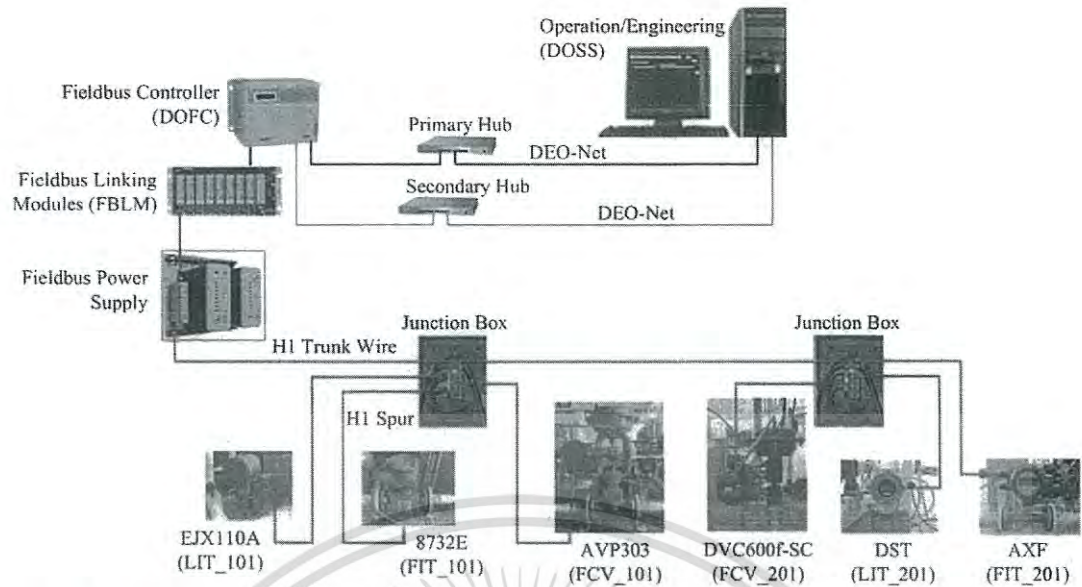 Operation/Engineering
(DOSS)
Fieldbus Controller
(DOFC)
Primary Hub
DEO-Net
Fieldbus Linking
Modules (FBLM)
Secondary Hub
DEO-Net
Fieldbus Power
Supply
Junction Box
Junction Box
H1 Trunk Wire
H1 Spur
EJX110A
(LIT_101)
8732E
(FIT_101)
AVP303
(FCV_101)
DVC600f-SC
(FCV_201)
DST
(LIT_201)
AXF
(FIT_201)